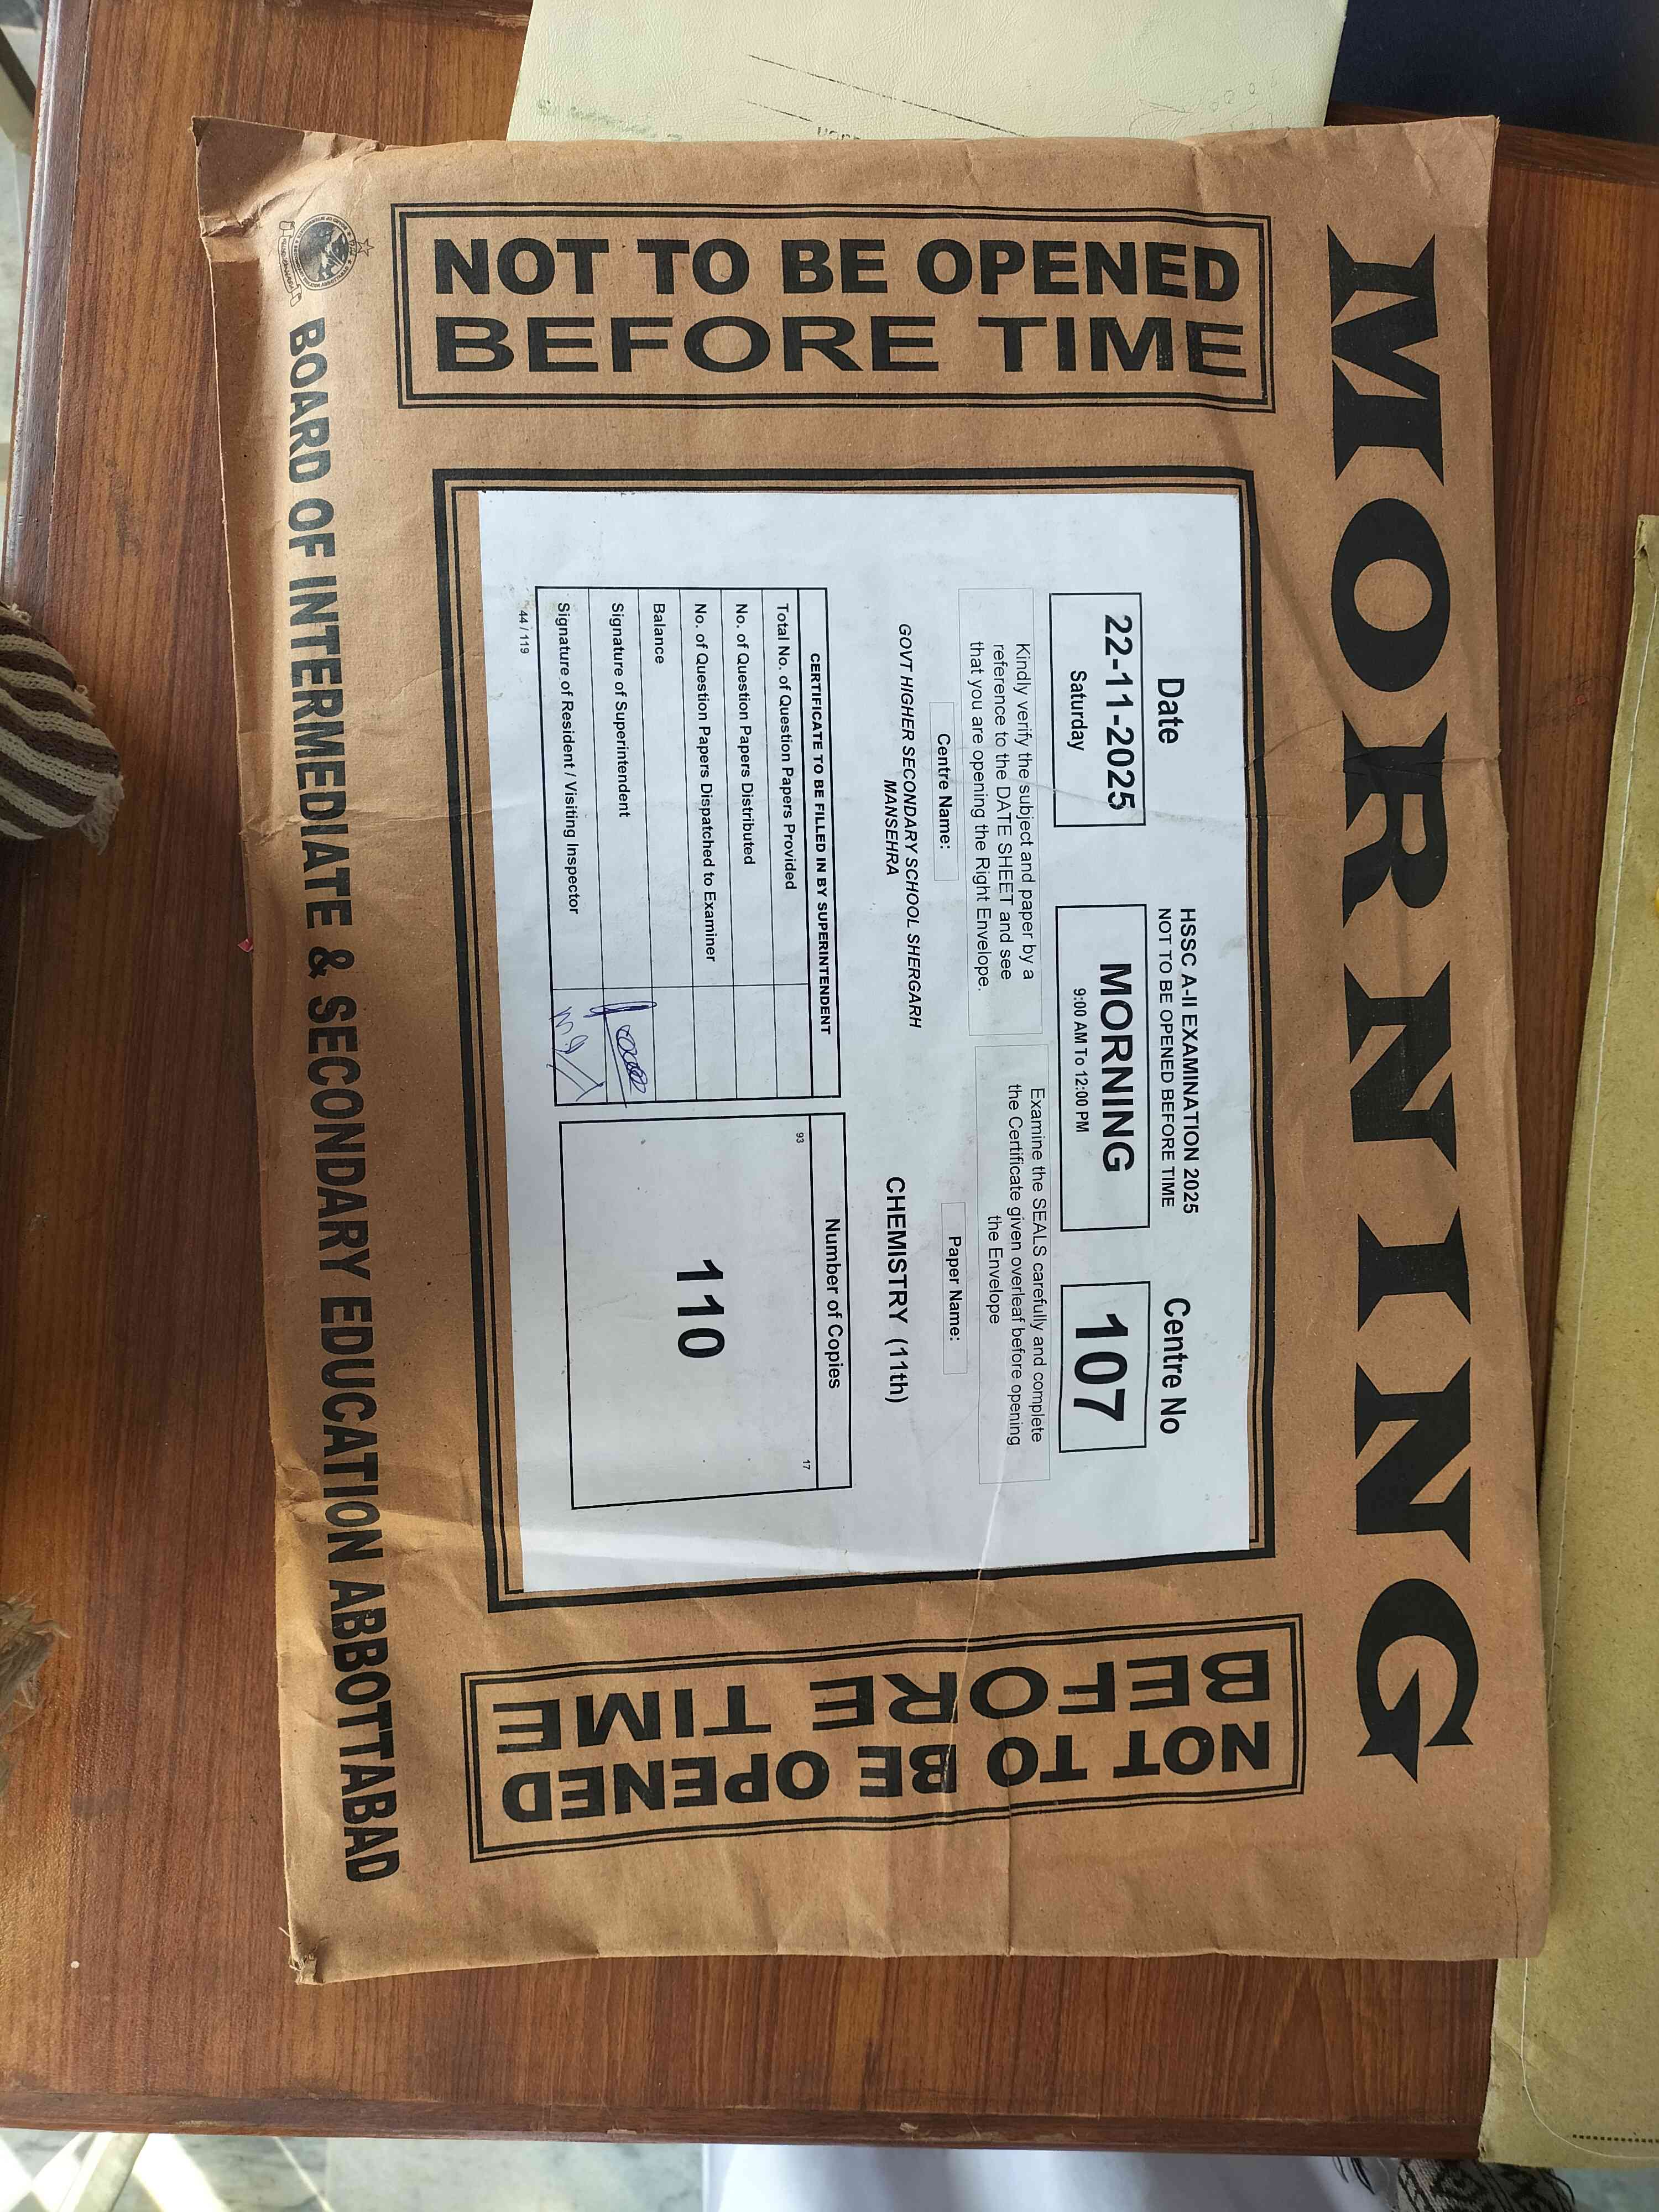 MORNING
NOT TO BE OPENED
BEFORE TIME
Date
22-11-2025
Saturday
HSSC A-II EXAMINATION 2025
NOT TO BE OPENED BEFORE TIME
MORNING
9:00 AM To 12:00 PM
Centre No
107
Kindly verify the subject and paper by a
reference to the DATE SHEET and see
that you are opening the Right Envelope.
Examine the SEALS carefully and complete
the Certificate given overleaf before opening
the Envelope
Centre Name:
GOVT HIGHER SECONDARY SCHOOL SHERGARH
MANSEHRA
Paper Name:
CHEMISTRY (11th)
CERTIFICATE TO BE FILLED IN BY SUPERINTENDENT
Total No. of Question Papers Provided
No. of Question Papers Distributed
No. of Question Papers Dispatched to Examiner
Balance
Signature of Superintendent
Signature of Resident / Visiting Inspector
44 / 119
Number of Copies
93
17
110
NOT TO BE OPENED
BEFORE TIME
BOARD OF INTERMEDIATE & SECONDARY EDUCATION ABBOTTABAD